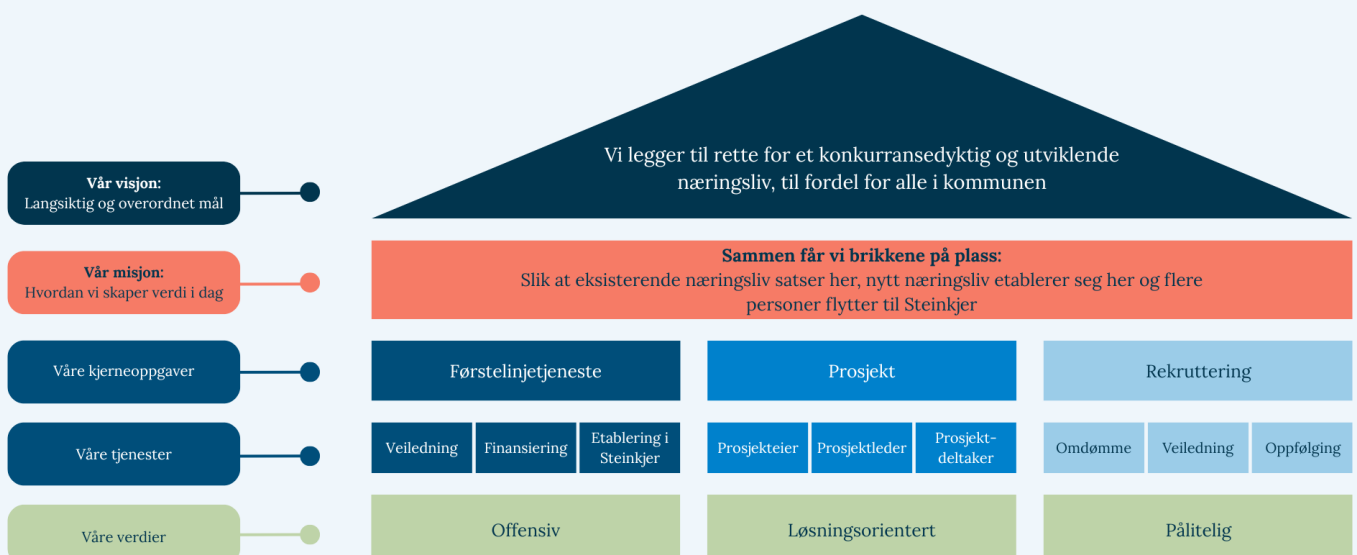 Vi legger til rette for et konkurransedyktig og utviklende
næringsliv, til fordel for alle i kommunen
Vår visjon:
Langsiktig og overordnet mål
Sammen får vi brikkene på plass:
Slik at eksisterende næringsliv satser her, nytt næringsliv etablerer seg her og flere
personer flytter til Steinkjer
Vår misjon:
Hvordan vi skaper verdi i dag
Våre kjerneoppgaver
Førstelinjetjeneste
Prosjekt
Rekruttering
Våre tjenester
Veiledning
Finansiering
Etablering i
Steinkjer
Prosjekteier
Prosjektleder
Prosjekt-
deltaker
Omdømme
Veiledning
Oppfølging
Våre verdier
Offensiv
Løsningsorientert
Pålitelig